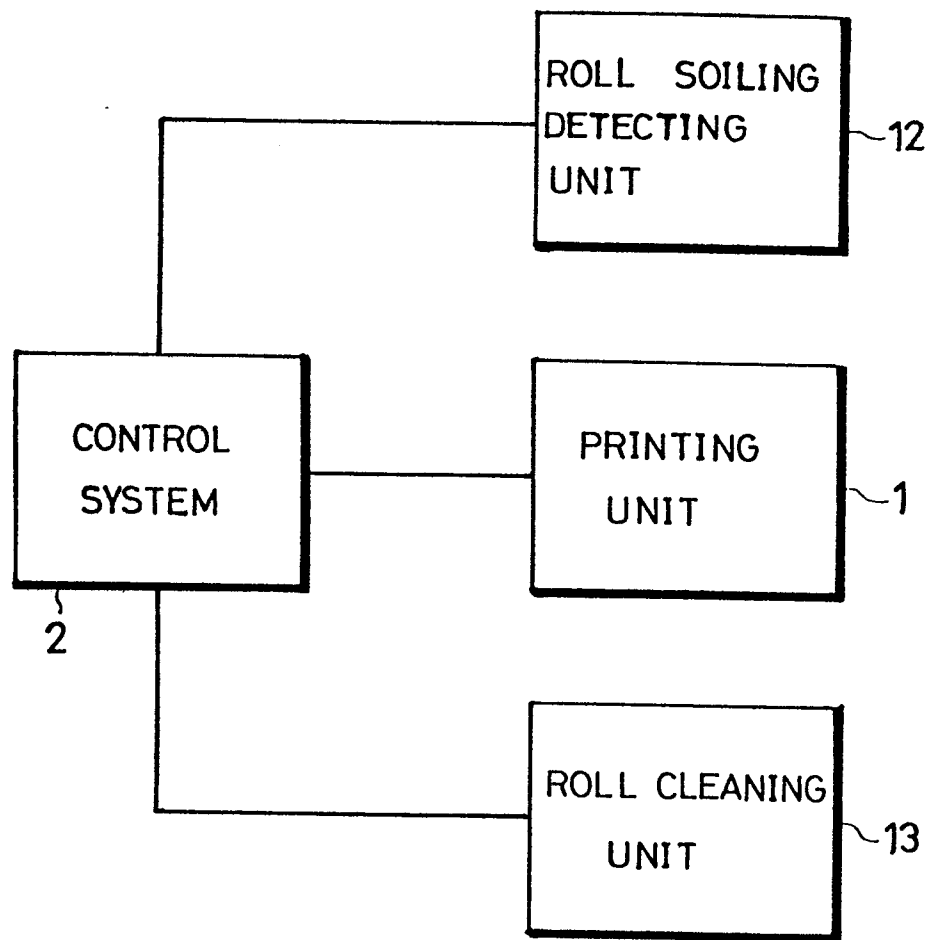 ROLL SOILING
DETECTING
UNIT
12
CONTROL
SYSTEM
2
PRINTING
UNIT
1
ROLL CLEANING
UNIT
13